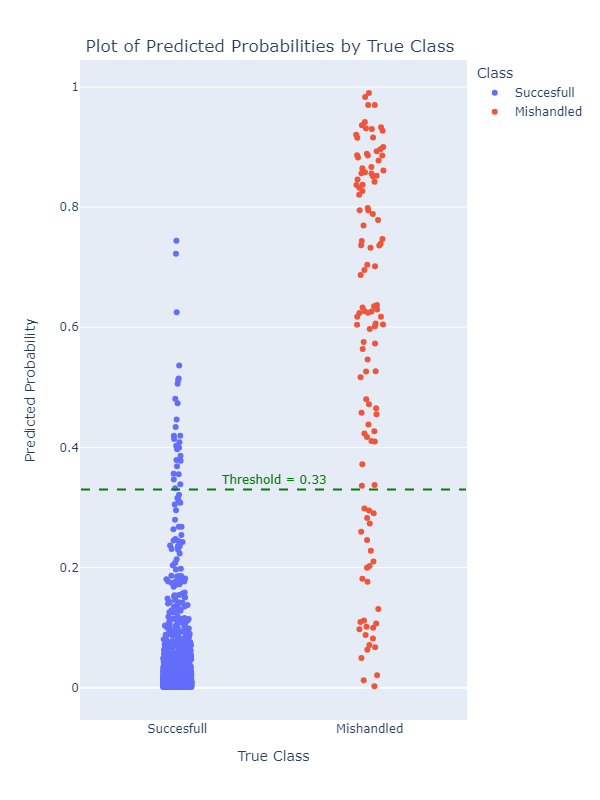 Plot of Predicted Probabilities by True Class
Class
Succesfull
Mishandled
1
0.8
0.6
0.4
0.2
0
Predicted Probability
Threshold = 0.33
Succesfull
Mishandled
True Class